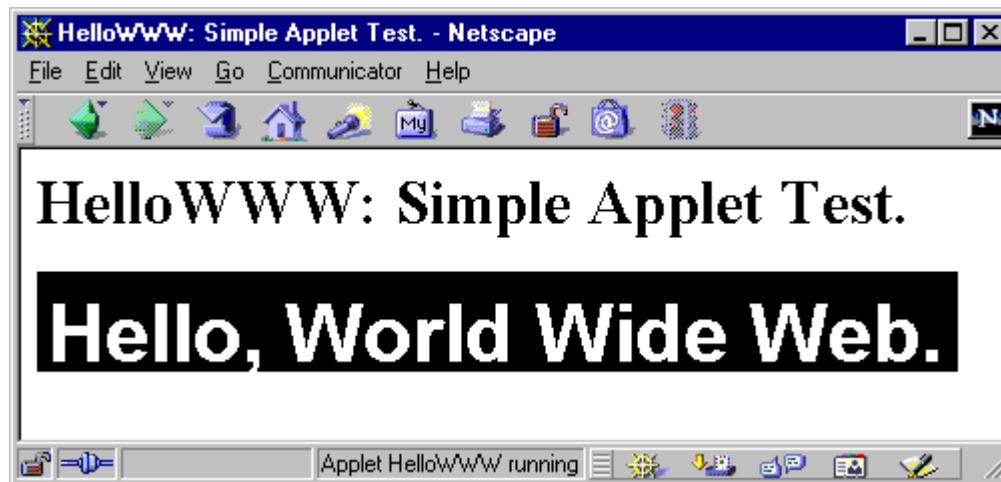 HelloWWW: Simple Applet Test. - Netscape
File Edit View Go Communicator Help
My
N
HelloWWW: Simple Applet Test.
Hello, World Wide Web.
Applet HelloWWW running